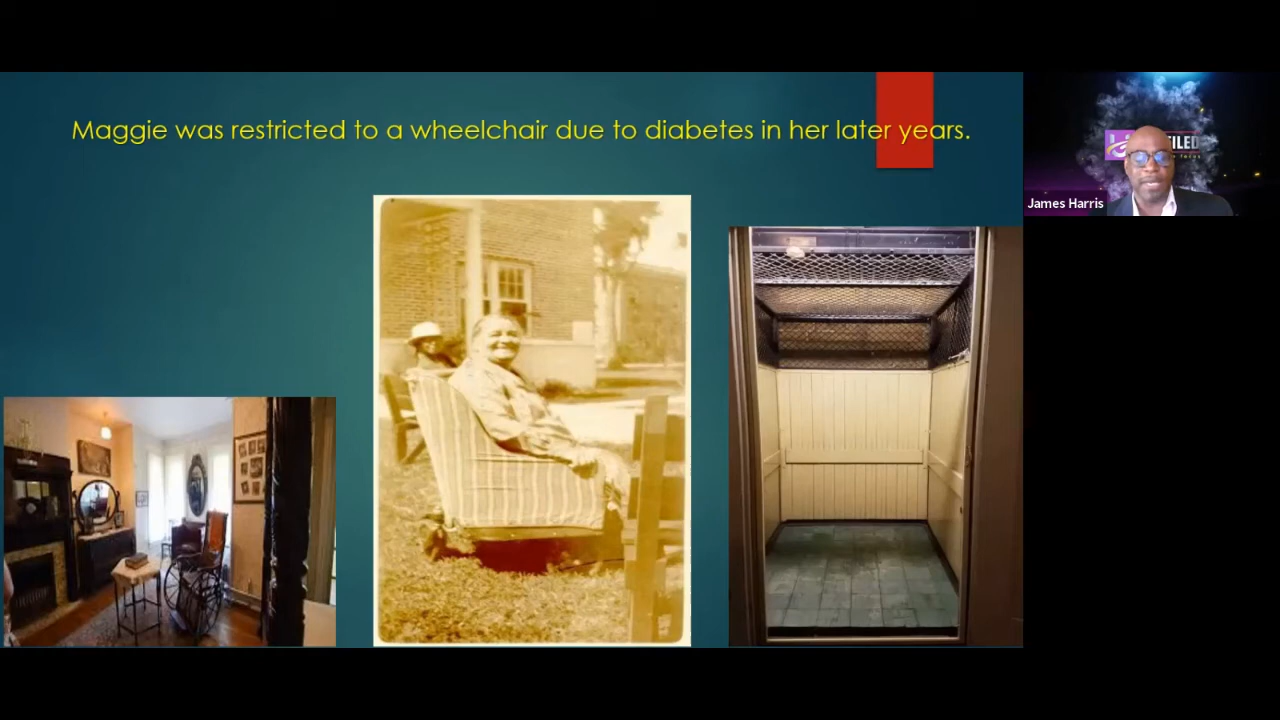 Maggie was restricted to a wheelchair due to diabetes in her later years.
James Harris